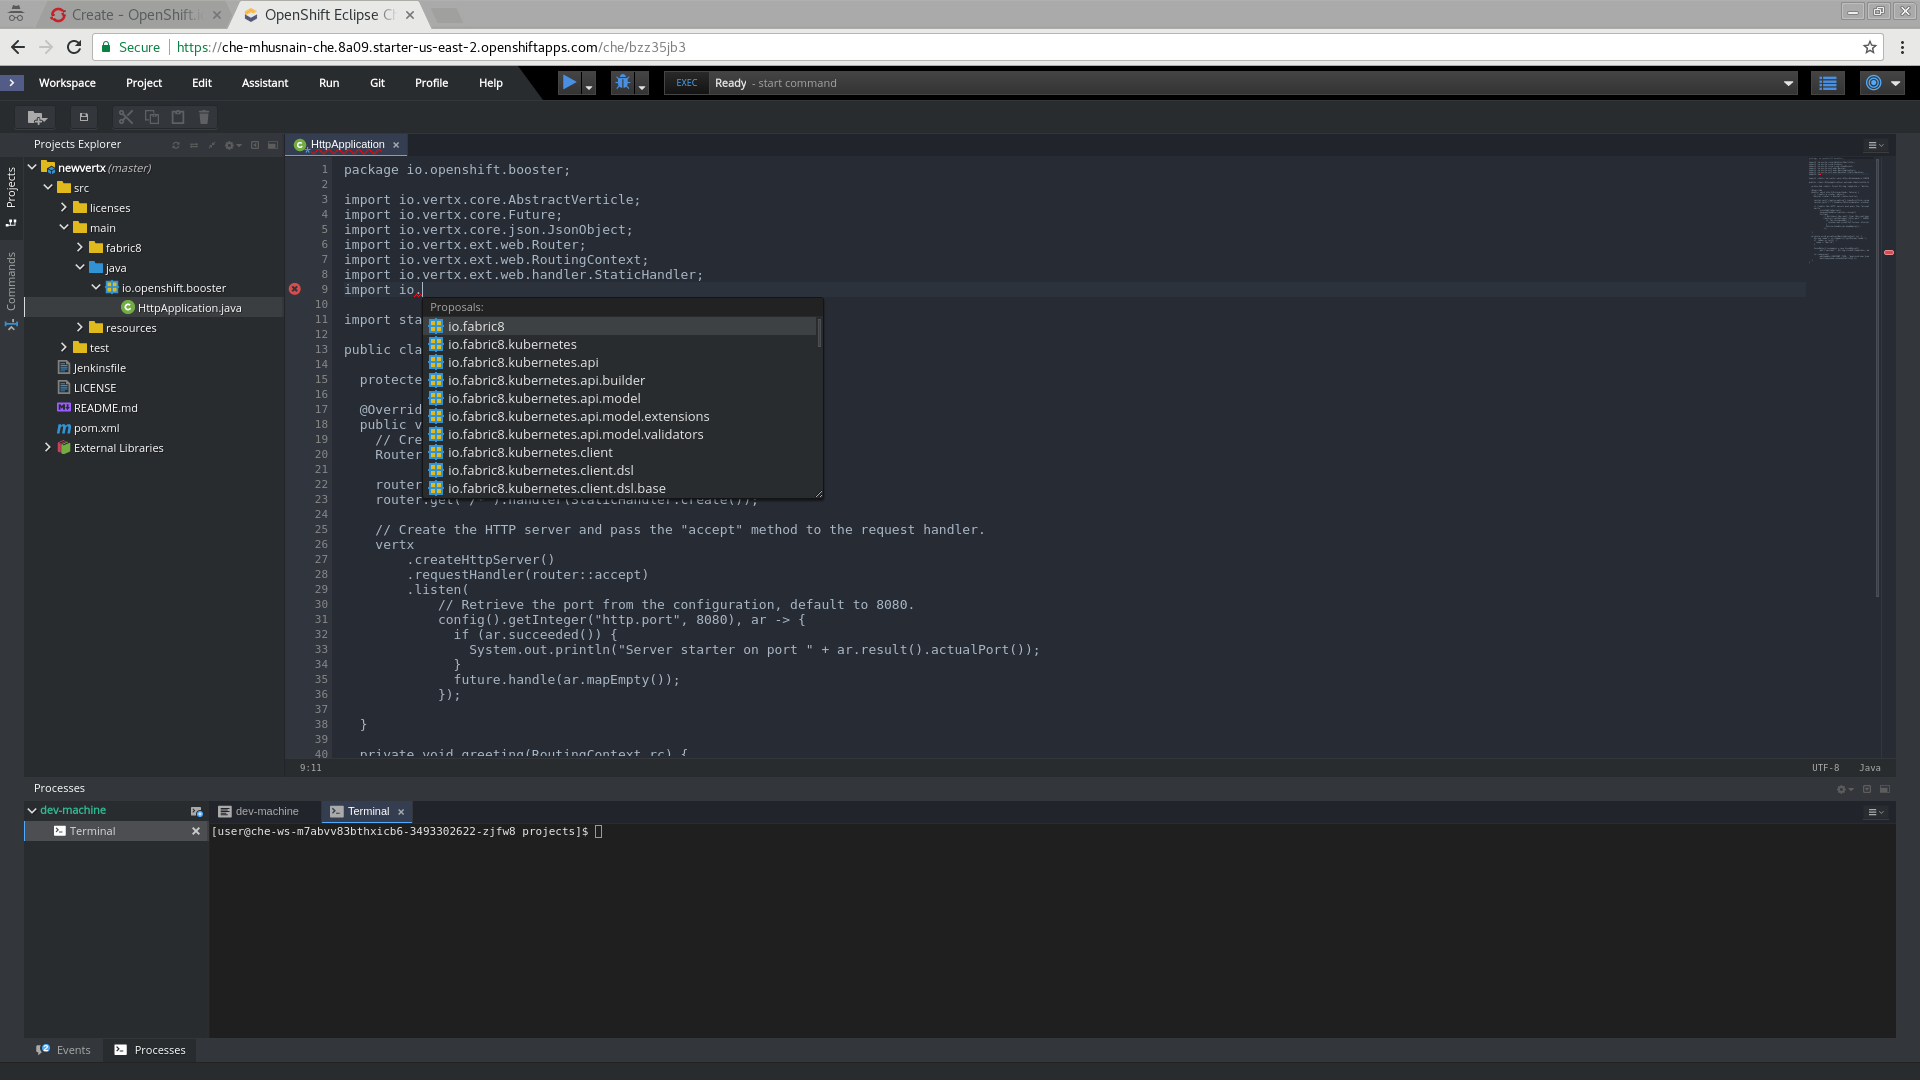 Create - OpenShift.
OpenShift Eclipse C
Secure
https://che-mhusnain-che.8a09.starter-us-east-2.openshiftapps.com/che/bzz35jb3
Workspace
Project
Edit
Assistant
Run
Git
Profile
Help
EXEC
Ready - start command
Projects Explorer
HttpApplication
Projects
Commands
newvertx (master)
src
licenses
main
fabric8
java
io.openshift.booster
HttpApplication.java
resources
test
Jenkinsfile
LICENSE
README.md
pom.xml
External Libraries
1 package io.openshift.booster;
2
3 import io.vertx.core.AbstractVerticle;
4 import io.vertx.core.Future;
5 import io.vertx.core.json.JsonObject;
6 import io.vertx.ext.web.Router;
7 import io.vertx.ext.web.RoutingContext;
8 import io.vertx.ext.web.handler.StaticHandler;
9 import io.
10
11 import sta
12
13 public cla
14
15 protecte
16
17 @Overrid
18 public v
19 // Cre
20 Router
21
22 router
23 router.get("/*").handler(StaticHandler.create());
24
25 // Create the HTTP server and pass the "accept" method to the request handler.
26 vertx
27 .createHttpServer()
28 .requestHandler(router::accept)
29 .listen(
30 // Retrieve the port from the configuration, default to 8080.
31 config().getInteger("http.port", 8080), ar -> {
32 if (ar.succeeded()) {
33 System.out.println("Server starter on port " + ar.result().actualPort());
34 }
35 future.handle(ar.mapEmpty());
36 });
37
38 }
39
40 private void greeting(RoutingContext rc) {
Proposals:
io.fabric8
io.fabric8.kubernetes
io.fabric8.kubernetes.api
io.fabric8.kubernetes.api.builder
io.fabric8.kubernetes.api.model
io.fabric8.kubernetes.api.model.extensions
io.fabric8.kubernetes.api.model.validators
io.fabric8.kubernetes.client
io.fabric8.kubernetes.client.dsl
io.fabric8.kubernetes.client.dsl.base
9:11
UTF-8
Java
Processes
dev-machine
Terminal
dev-machine
Terminal
[user@che-ws-m7abvv83bthxicb6-3493302622-zjfw8 projects]$
2
Events
Processes